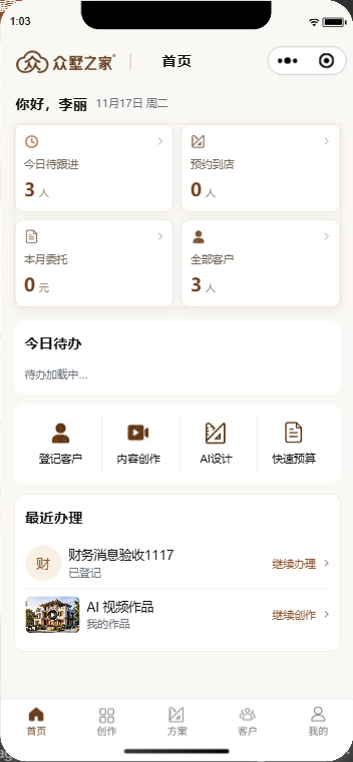 1:03
众墅之家
首页
你好，李丽 11月17日 周二
今日待跟进
3 人
预约到店
0 人
本月委托
0 元
全部客户
3 人
今日待办
待办加载中...
登记客户
内容创作
AI设计
快速预算
最近办理
财
财务消息验收1117
已登记
继续办理
AI 视频作品
我的作品
继续创作
首页
创作
方案
客户
我的